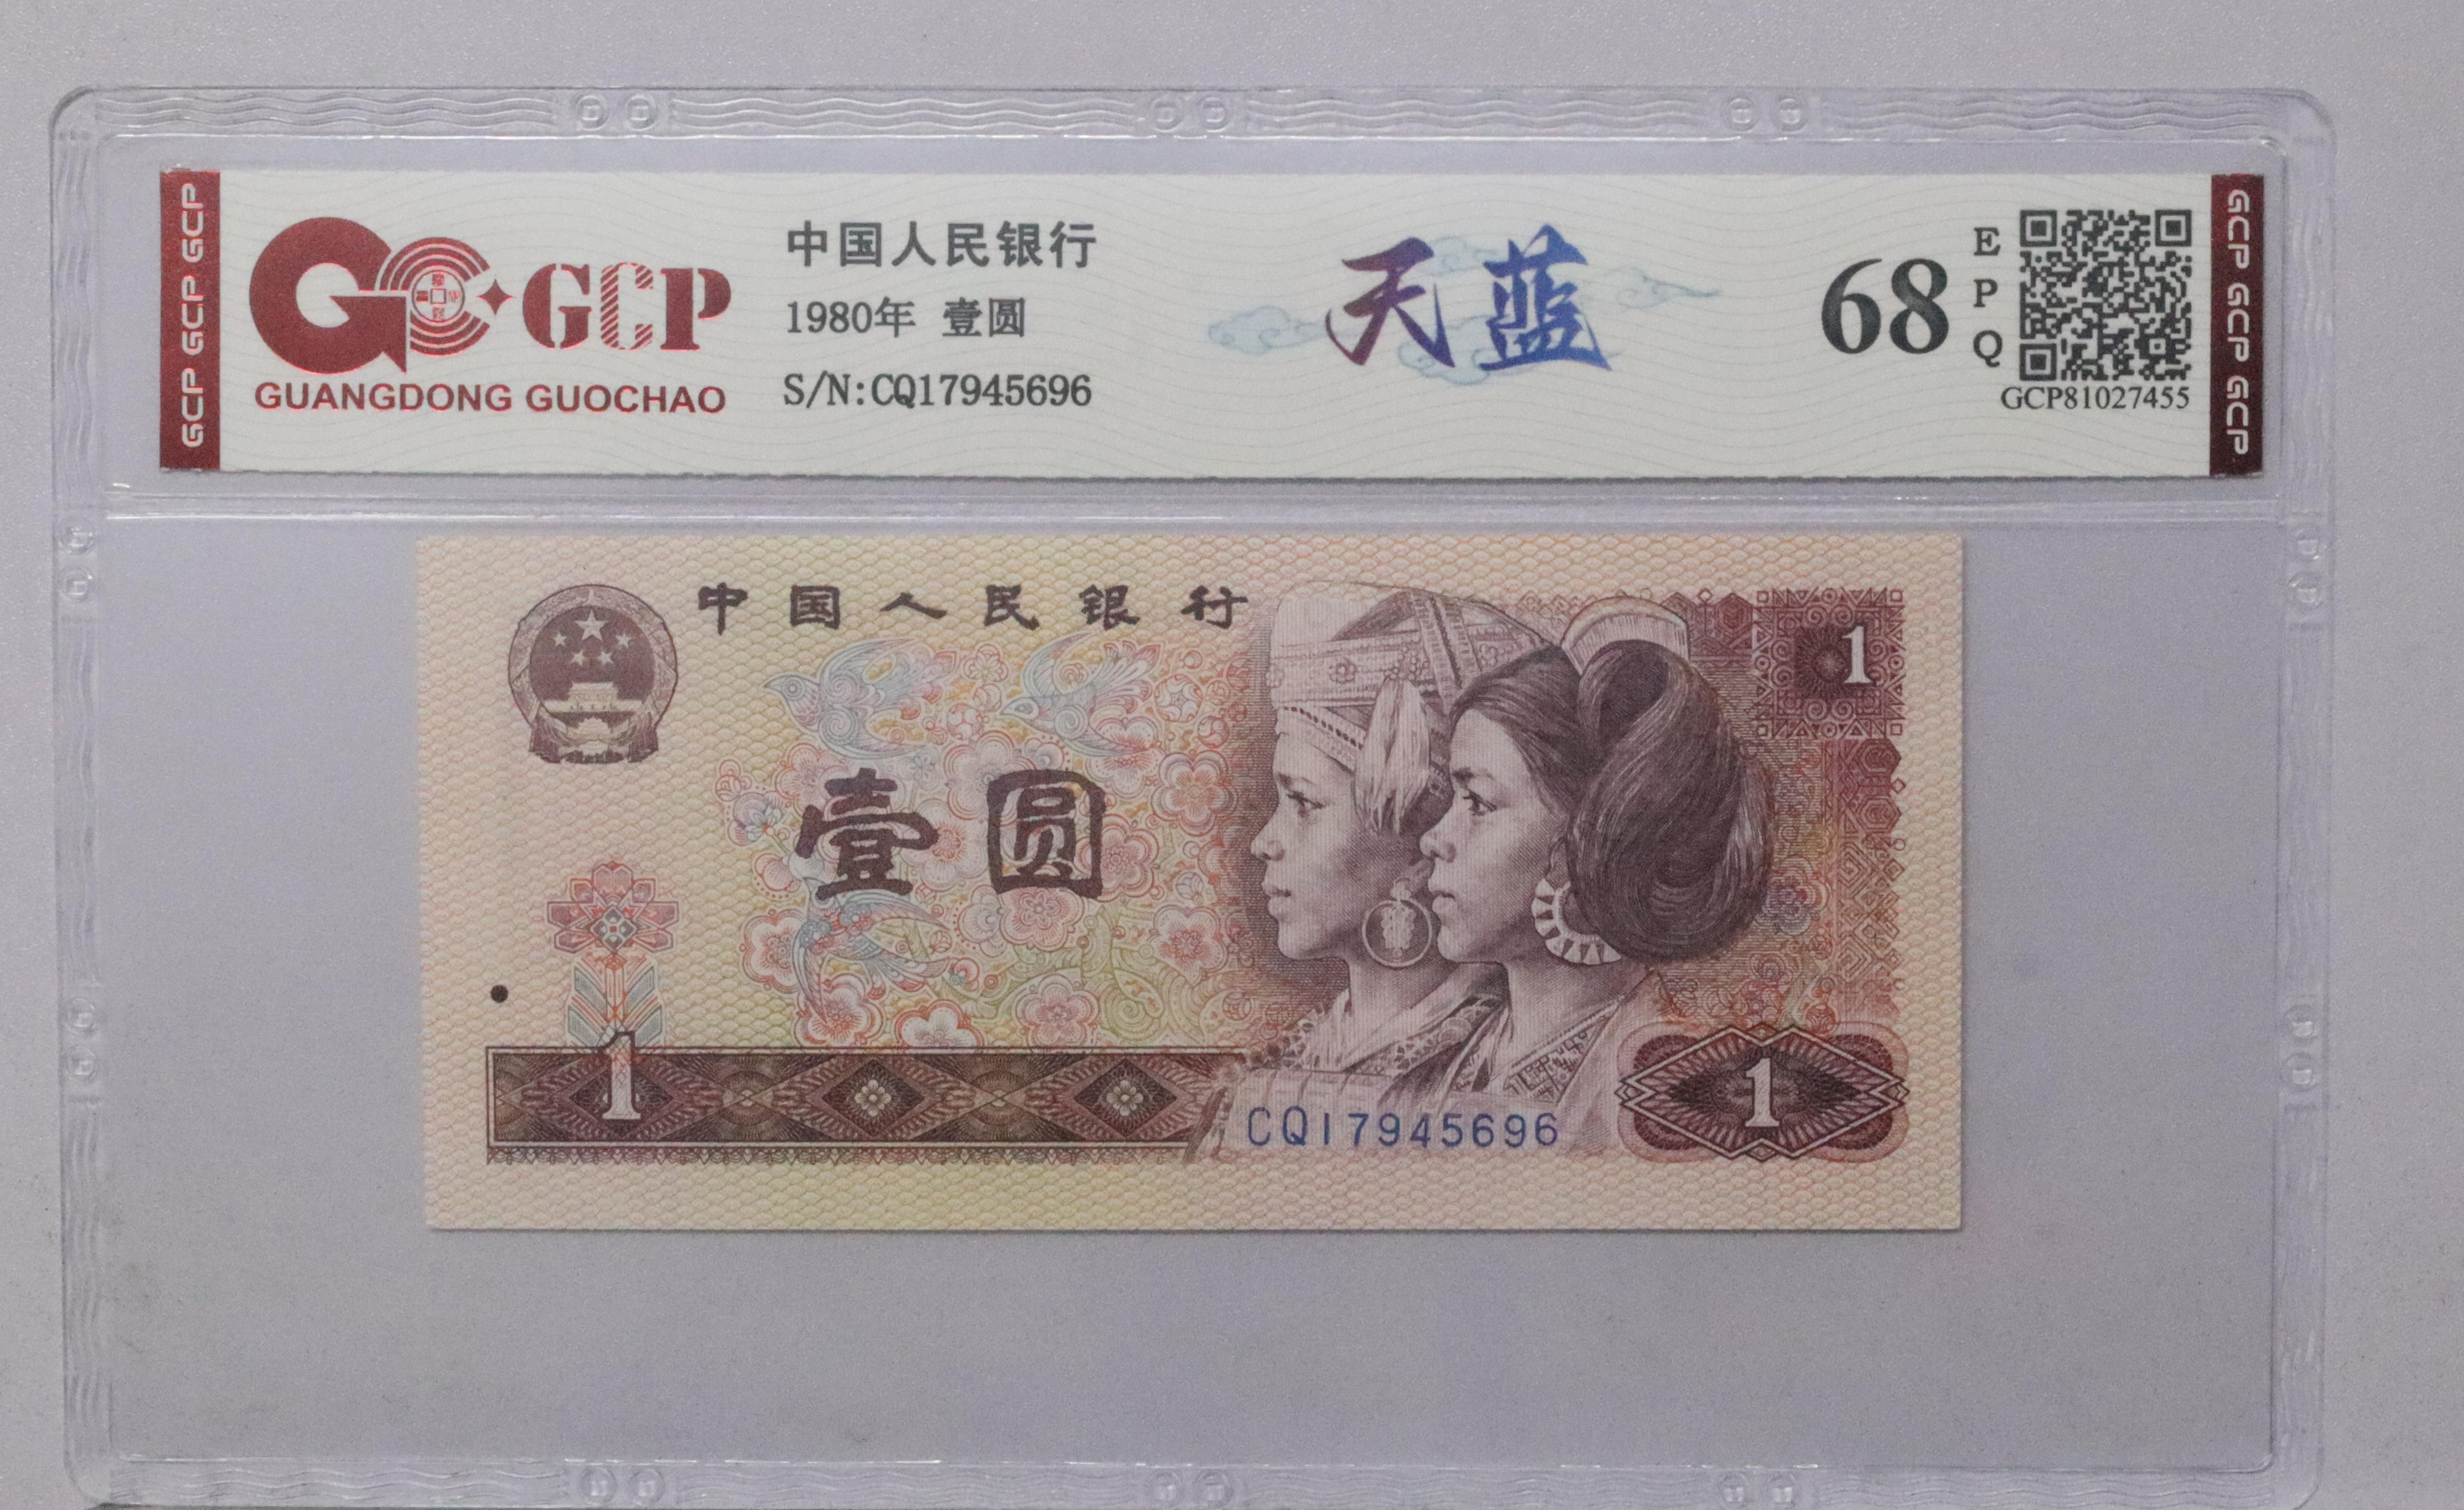 GCP GCP GCP
GCP
GUANGDONG GUOCHAO
中国人民银行
1980年 壹圆
S/N:CQ17945696
天蓝
68
E
P
Q
GCP81027455
GCP GCP GCP
中国人民银行
1
壹圆
1
1
CQ17945696